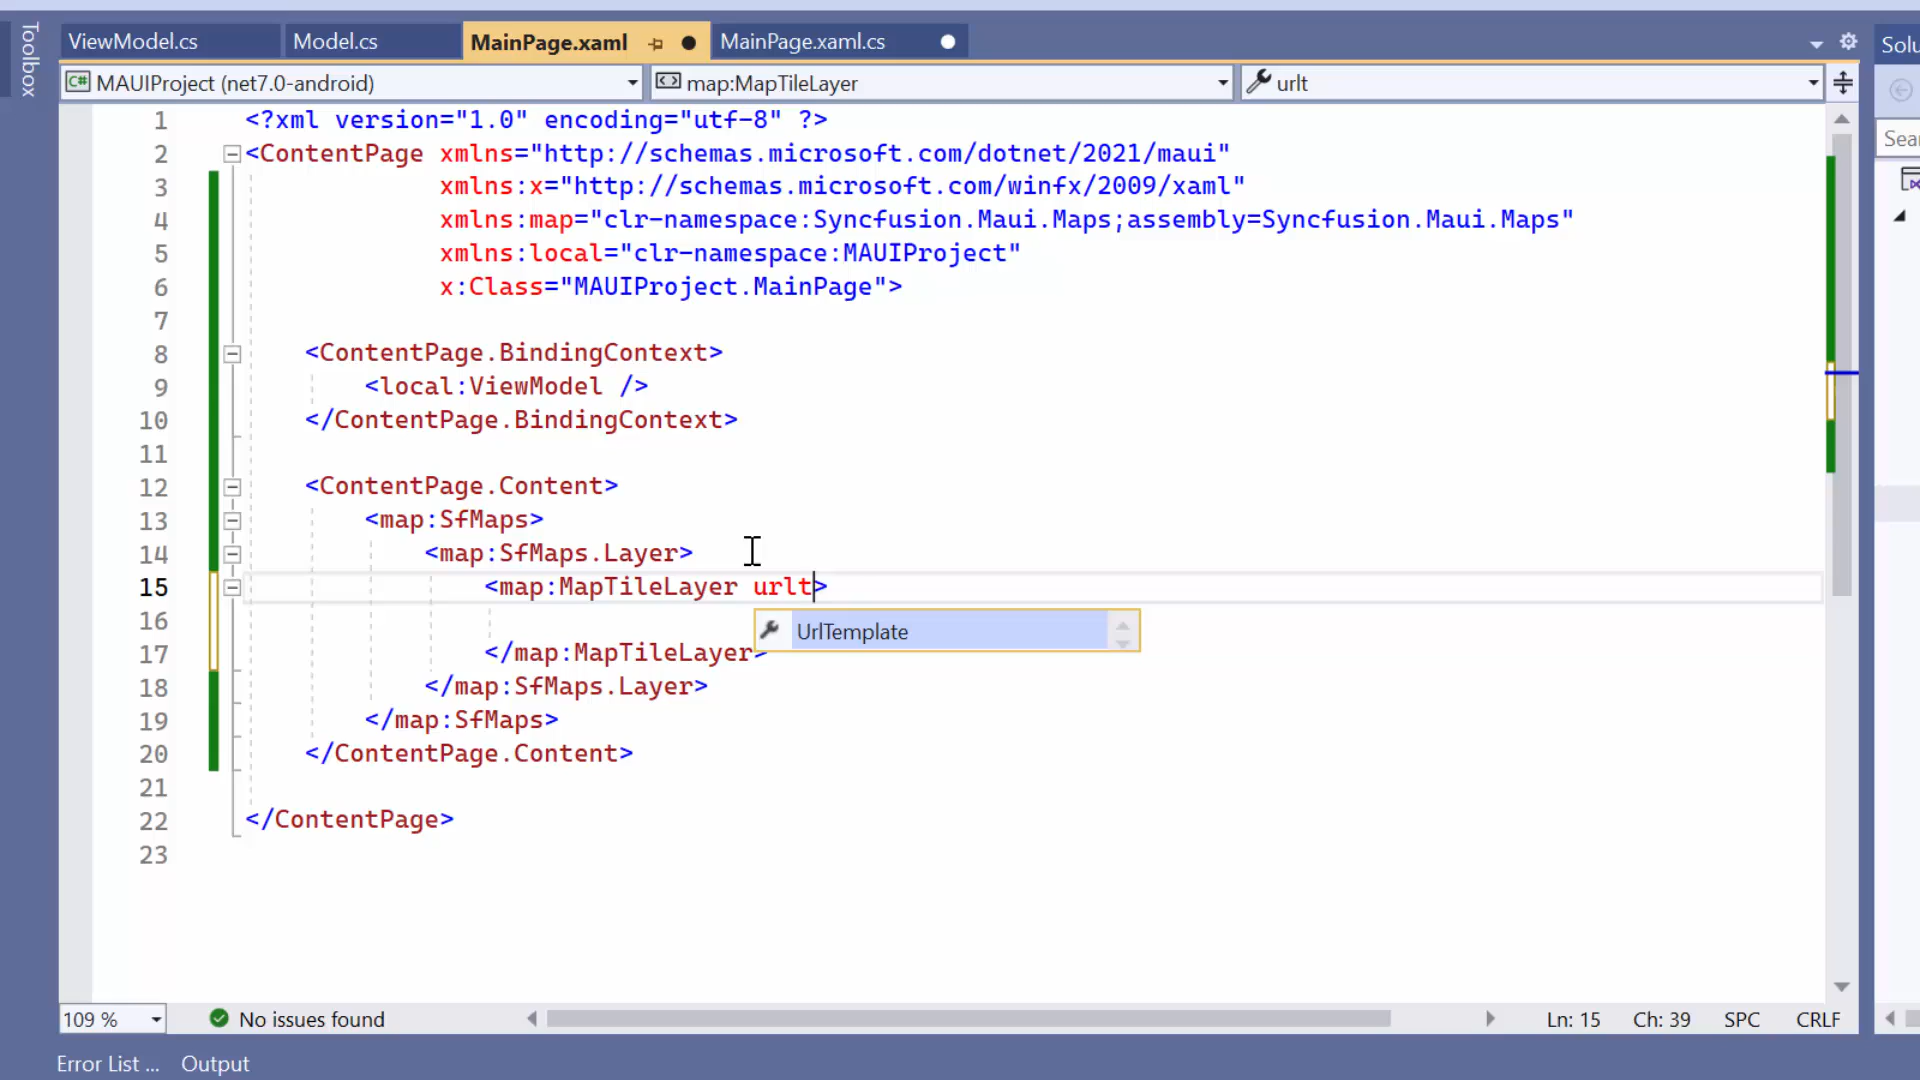 Toolbox
ViewModel.cs
Model.cs
MainPage.xaml
MainPage.xaml.cs
Solu
C# MAUIProject (net7.0-android)
map:MapTileLayer
urlt
Sear
1 <?xml version="1.0" encoding="utf-8" ?>
2 <ContentPage xmlns="http://schemas.microsoft.com/dotnet/2021/maui"
3 xmlns:x="http://schemas.microsoft.com/winfx/2009/xaml"
4 xmlns:map="clr-namespace:Syncfusion.Maui.Maps;assembly=Syncfusion.Maui.Maps"
5 xmlns:local="clr-namespace:MAUIProject"
6 x:Class="MAUIProject.MainPage">
7
8 <ContentPage.BindingContext>
9 <local:ViewModel />
10 </ContentPage.BindingContext>
11
12 <ContentPage.Content>
13 <map:SfMaps>
14 <map:SfMaps.Layer>
15 <map:MapTileLayer urlt>
16
UrlTemplate
17 </map:MapTileLayer>
18 </map:SfMaps.Layer>
19 </map:SfMaps>
20 </ContentPage.Content>
21
22 </ContentPage>
23
109 %
No issues found
Ln: 15
Ch: 39
SPC
CRLF
Error List ...
Output